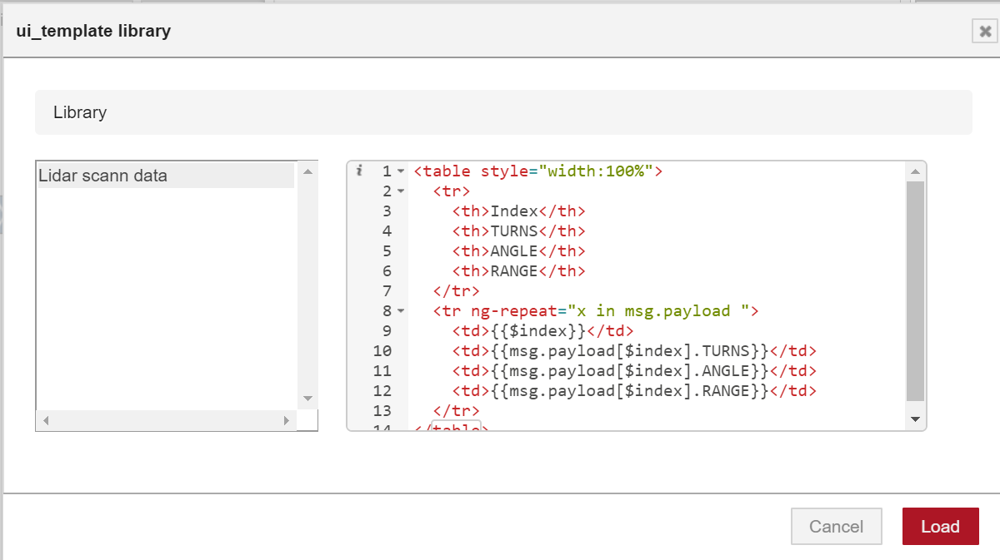 ui_template library
Library
Lidar scann data
i 1 <table style="width:100%">
2 <tr>
3 <th>Index</th>
4 <th>TURNS</th>
5 <th>ANGLE</th>
6 <th>RANGE</th>
7 </tr>
8 <tr ng-repeat="x in msg.payload ">
9 <td>{{$index}}</td>
10 <td>{{msg.payload[$index].TURNS}}</td>
11 <td>{{msg.payload[$index].ANGLE}}</td>
12 <td>{{msg.payload[$index].RANGE}}</td>
13 </tr>
14 </table>
Cancel
Load